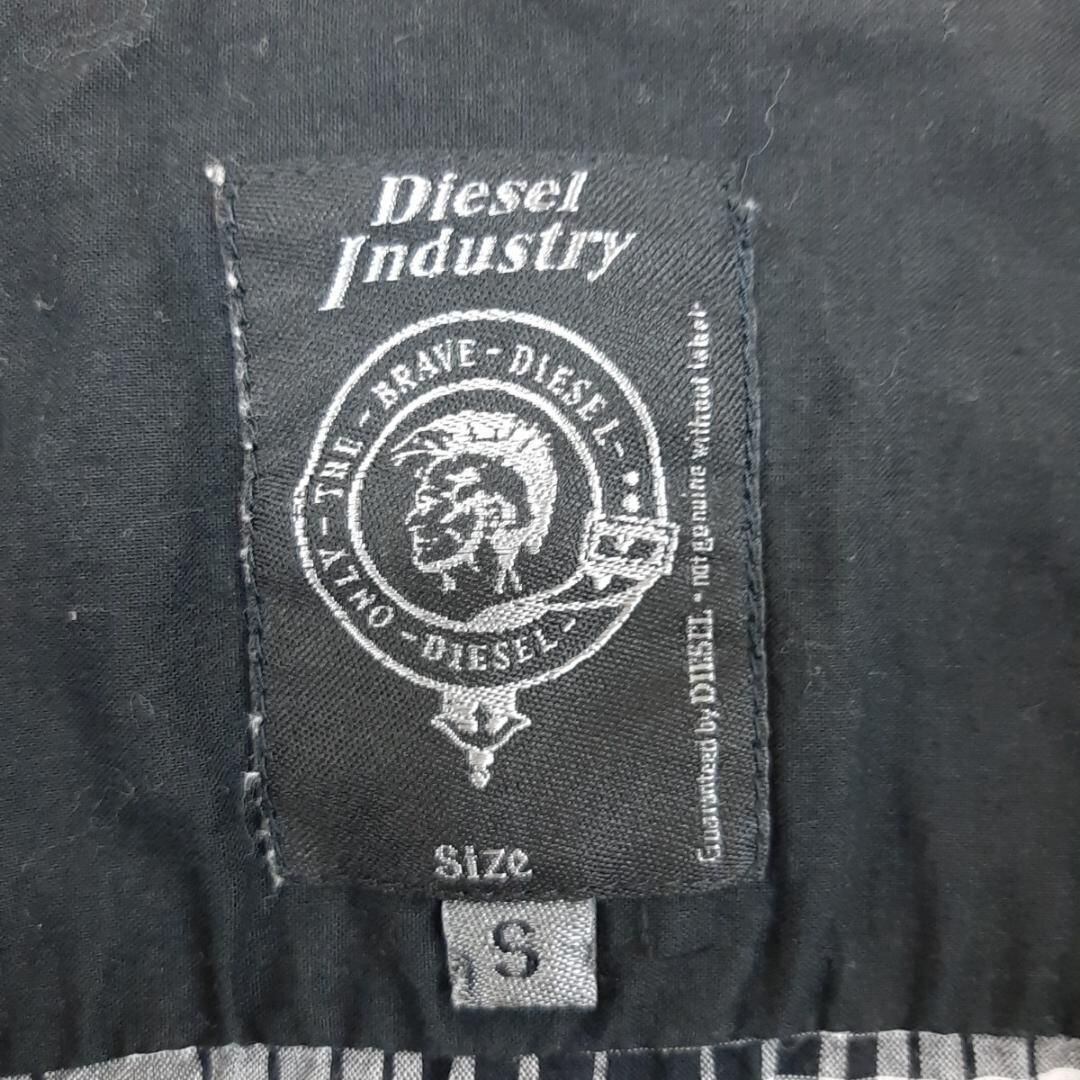 Diesel
Industry
ONLY - THE - BRAVE - DIESEL -
- DIESEL -
Guaranteed by DIESEL - not genuine without label -
Size
S